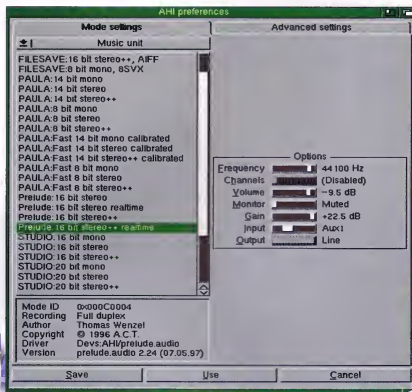 AHI preferences
Mode settings
Advanced settings
Music unit
FILESAVE:16 bit stereo++, AIFF
FILESAVE:8 bit mono, 8SVX
PAULA:14 bit mono
PAULA:14 bit stereo
PAULA:14 bit stereo++
PAULA:8 bit mono
PAULA:8 bit stereo
PAULA:8 bit stereo++
PAULA:Fast 14 bit mono calibrated
PAULA:Fast 14 bit stereo calibrated
PAULA:Fast 14 bit stereo++ calibrated
PAULA:Fast 8 bit mono
PAULA:Fast 8 bit stereo
PAULA:Fast 8 bit stereo++
Prelude:16 bit stereo
Prelude:16 bit stereo realtime
Prelude:16 bit stereo++
Prelude:16 bit stereo++ realtime
STUDIO:16 bit mono
STUDIO:16 bit stereo
STUDIO:16 bit stereo++
STUDIO:20 bit mono
STUDIO:20 bit stereo
STUDIO:20 bit stereo++
Options
Frequency 44100 Hz
Channels (Disabled)
Volume -9.5 dB
Monitor Muted
Gain +22.5 dB
Input Aux1
Output Line
Mode ID 0x000C0004
Recording Full duplex
Author Thomas Wenzel
Copyright © 1996 A.C.T.
Driver Devs:AHI/prelude.audio
Version prelude.audio 2.24 (07.05.97)
Save
Use
Cancel